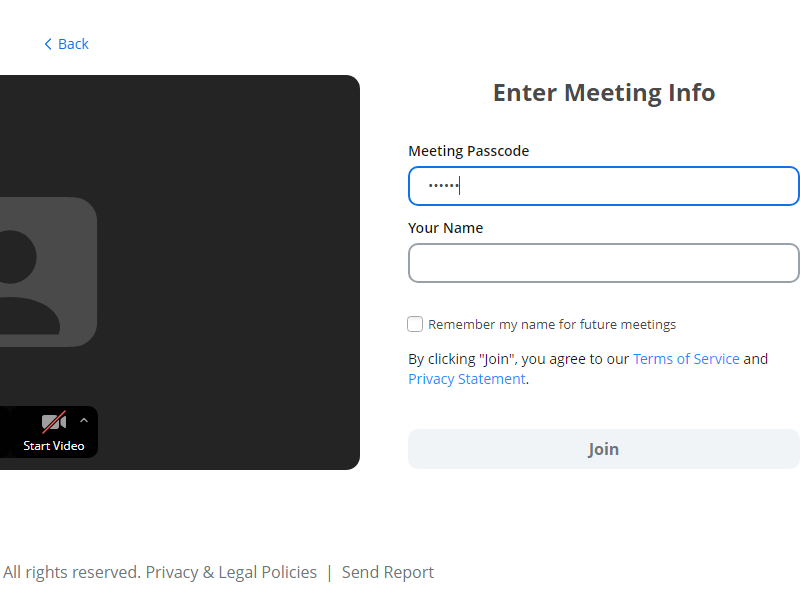 Back
Enter Meeting Info
Meeting Passcode
••••••
Your Name
Remember my name for future meetings
By clicking "Join", you agree to our Terms of Service and
Privacy Statement.
Start Video
Join
All rights reserved. Privacy & Legal Policies | Send Report